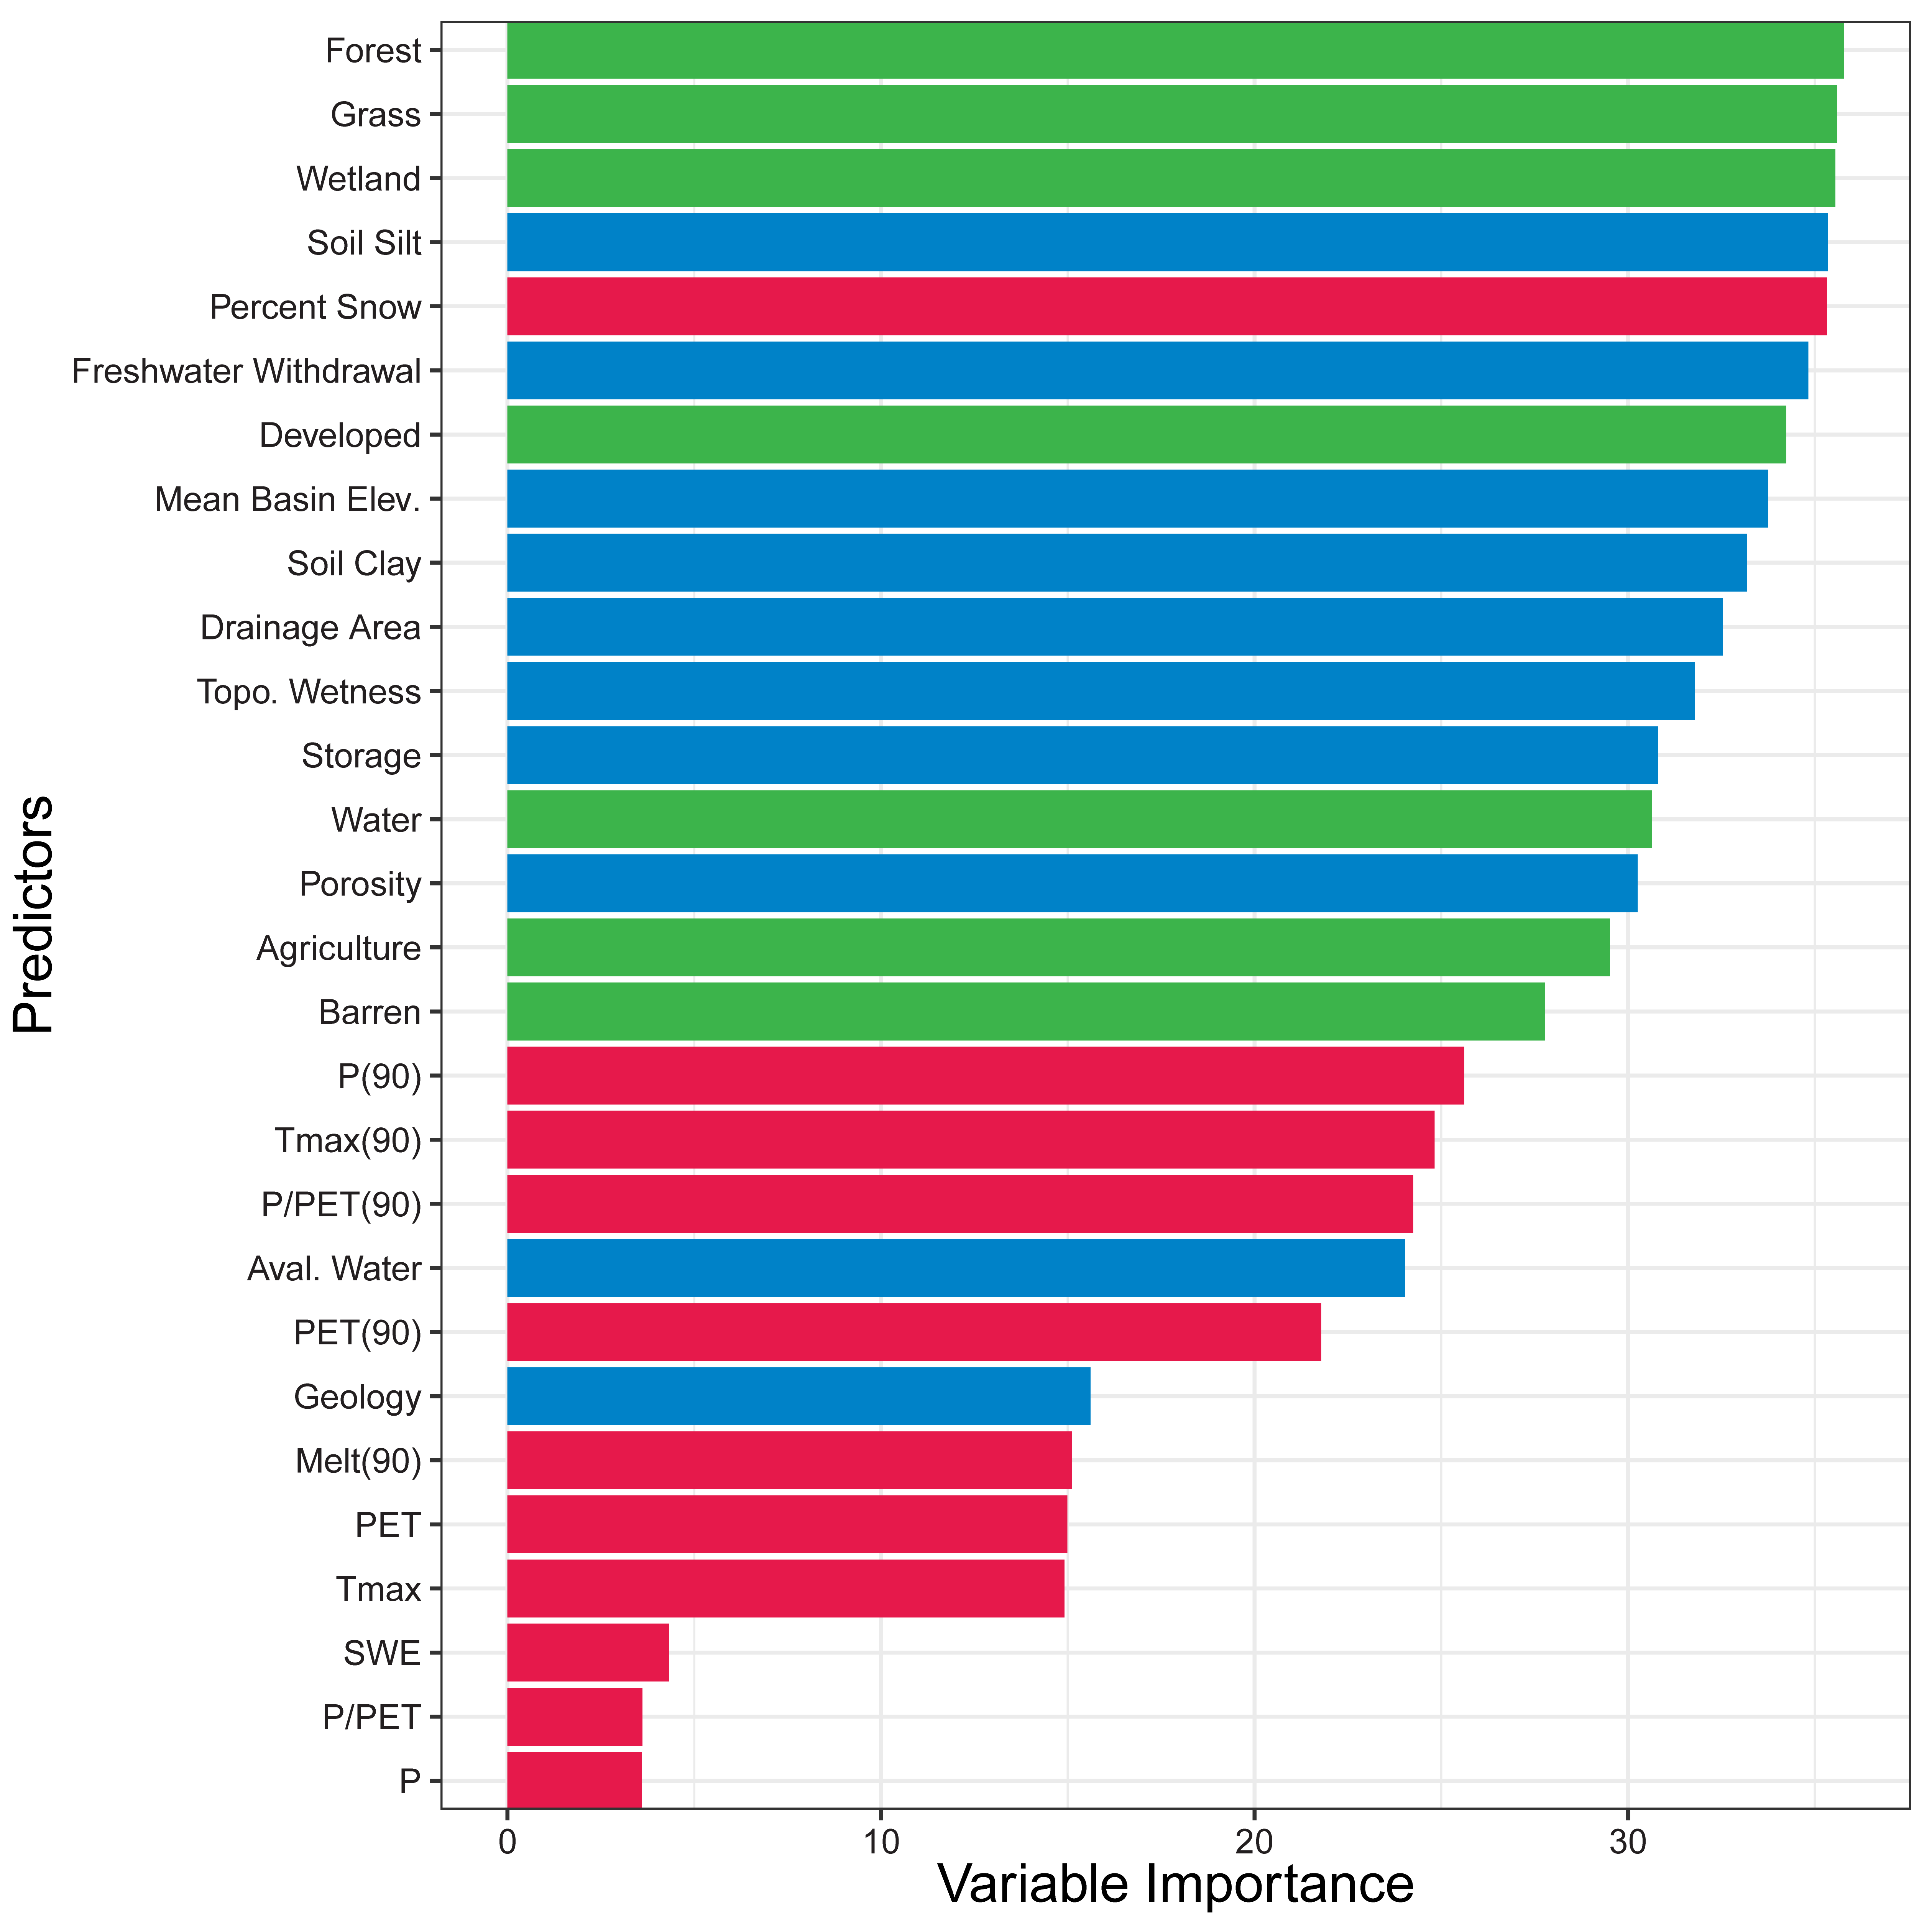 Forest
Grass
Wetland
Soil Silt
Percent Snow
Freshwater Withdrawal
Developed
Mean Basin Elev.
Soil Clay
Drainage Area
Topo. Wetness
Storage
Water
Porosity
Agriculture
Barren
P(90)
Tmax(90)
P/PET(90)
Aval. Water
PET(90)
Geology
Melt(90)
PET
Tmax
SWE
P/PET
P
Predictors
0 10 20 30
Variable Importance